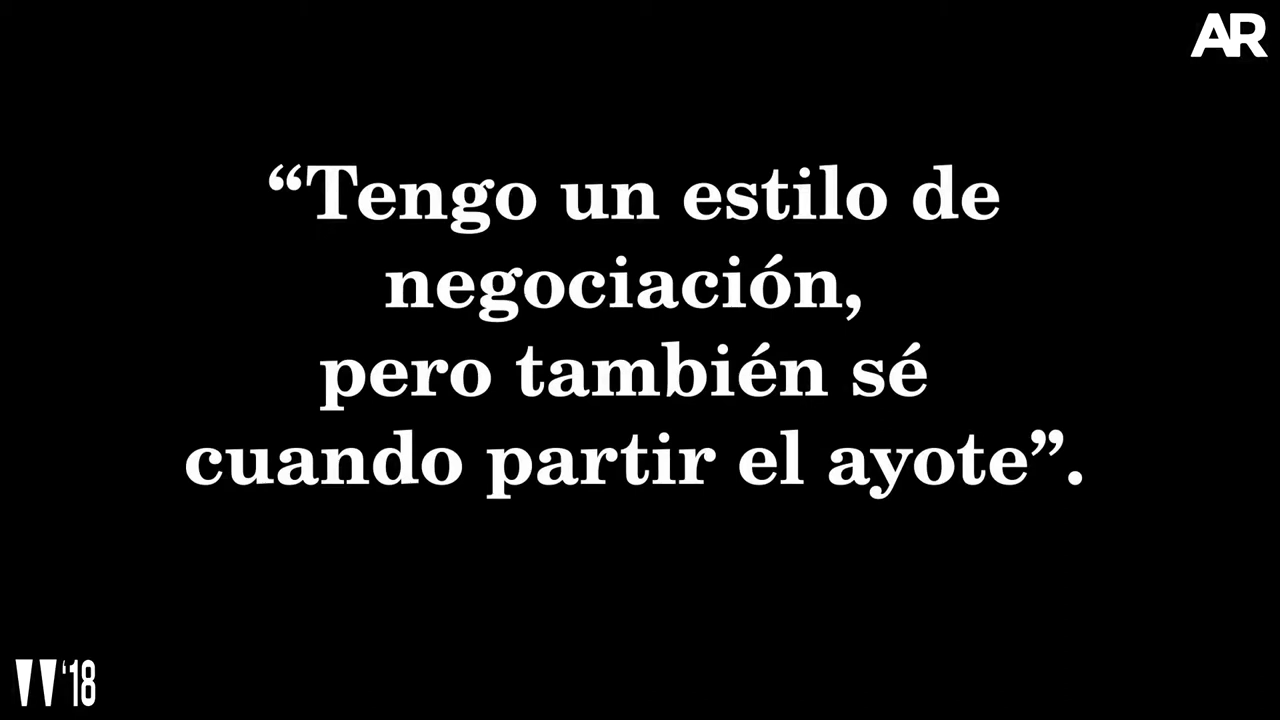 AR
“Tengo un estilo de
negociación,
pero también sé
cuando partir el ayote”.
‘18